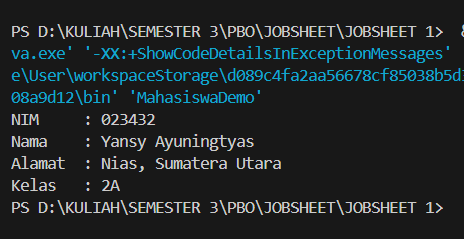 PS D:\KULIAH\SEMESTER 3\PBO\JOBSHEET\JOBSHEET 1> &
va.exe' '-XX:+ShowCodeDetailsInExceptionMessages'
e\User\workspaceStorage\d089c4fa2aa56678cf85038b5d
08a9d12\bin' 'MahasiswaDemo'
NIM : 023432
Nama : Yansy Ayuningtyas
Alamat : Nias, Sumatera Utara
Kelas : 2A
PS D:\KULIAH\SEMESTER 3\PBO\JOBSHEET\JOBSHEET 1>